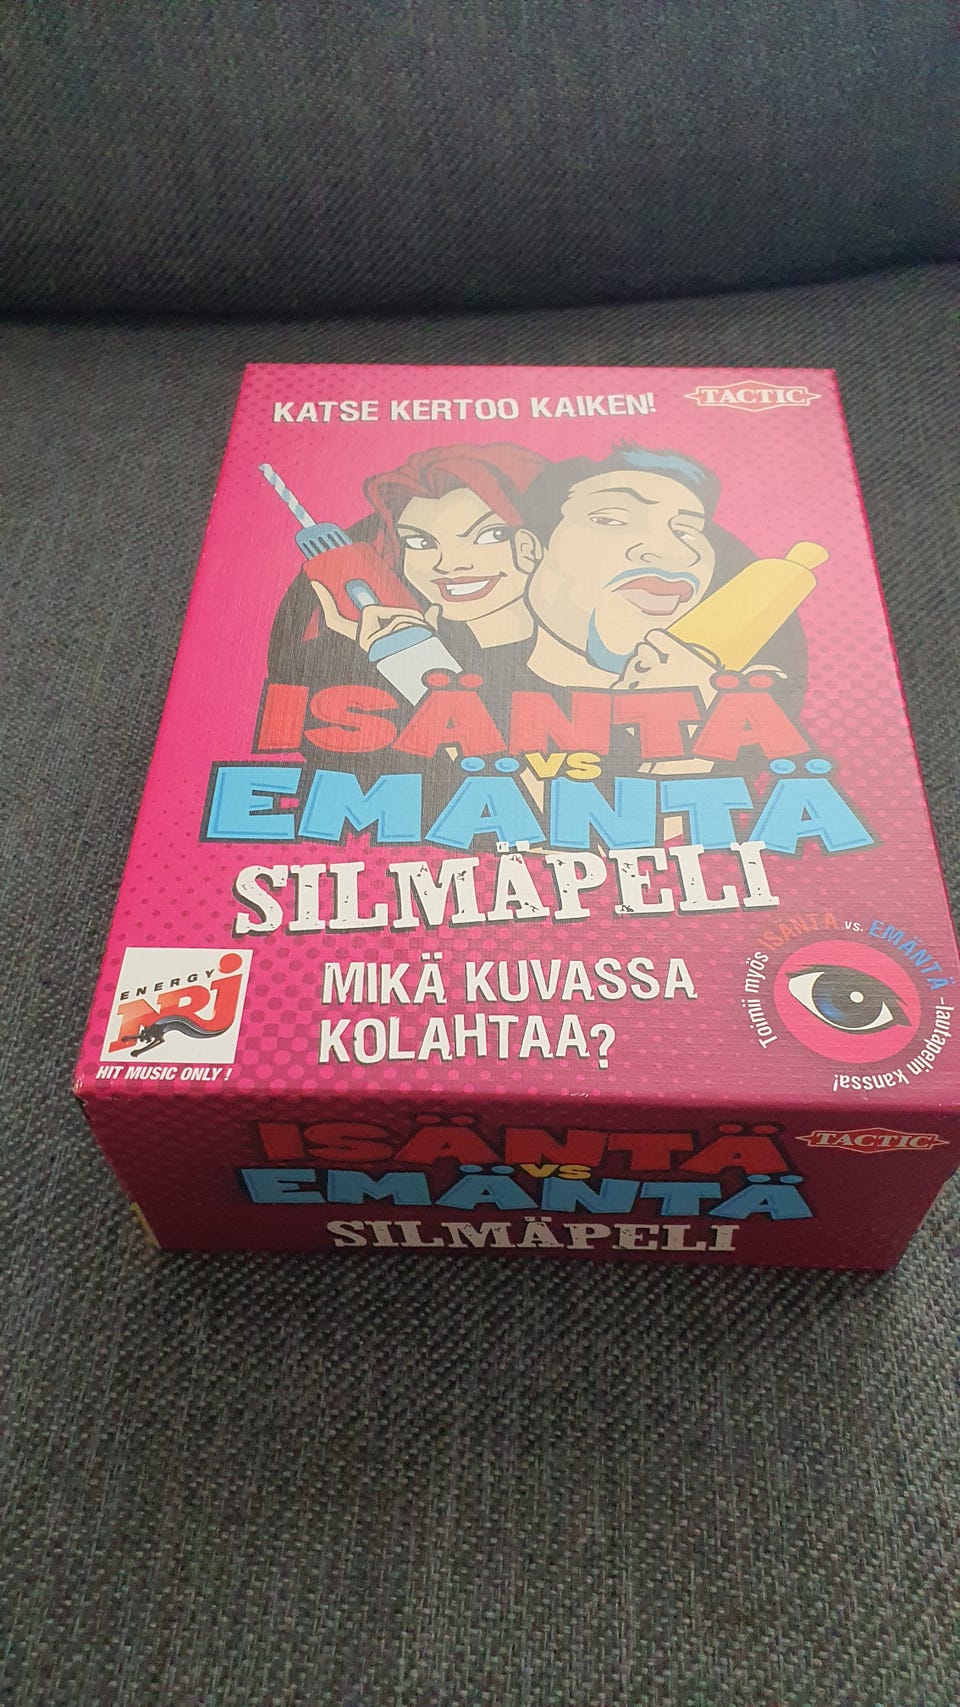 KATSE KERTOO KAIKEN!
TACTIC
ISÄNTÄ
VS
EMÄNTÄ
SILMÄPELI
MIKÄ KUVASSA
KOLAHTAA?
ENERGY
NRJ
HIT MUSIC ONLY!
Toimii myös ISÄNTÄ vs. EMÄNTÄ -lautapelin kanssa!
ISÄNTÄ
VS
EMÄNTÄ
SILMÄPELI
TACTIC